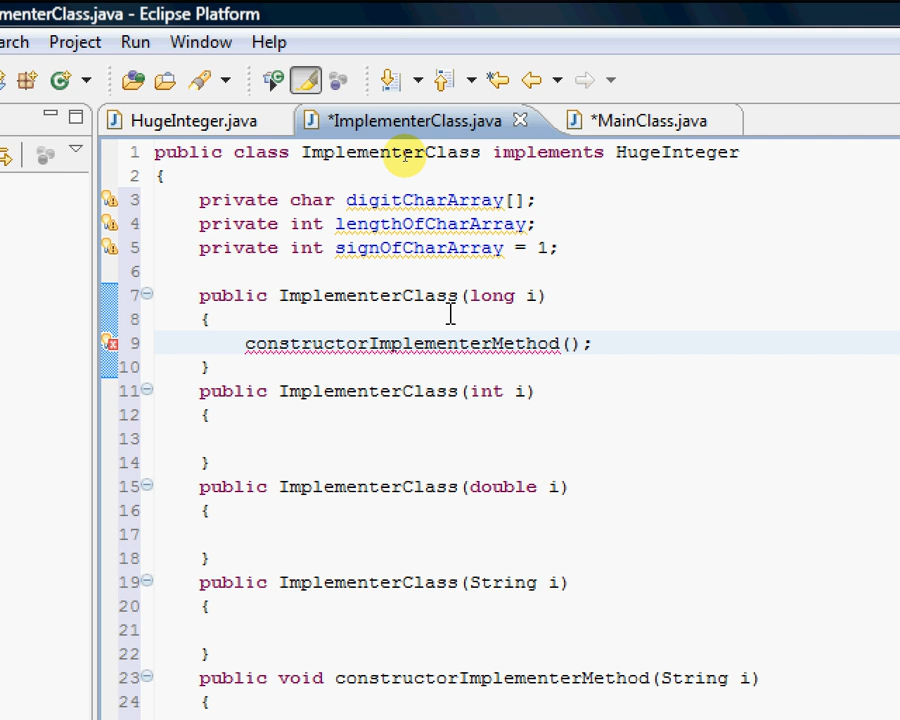 menterClass.java - Eclipse Platform
arch Project Run Window Help
HugeInteger.java *ImplementerClass.java *MainClass.java
1 public class ImplementerClass implements HugeInteger
2 {
3 private char digitCharArray[];
4 private int lengthOfCharArray;
5 private int signOfCharArray = 1;
6
7 public ImplementerClass(long i)
8 {
9 constructorImplementerMethod();
10 }
11 public ImplementerClass(int i)
12 {
13
14 }
15 public ImplementerClass(double i)
16 {
17
18 }
19 public ImplementerClass(String i)
20 {
21
22 }
23 public void constructorImplementerMethod(String i)
24 {